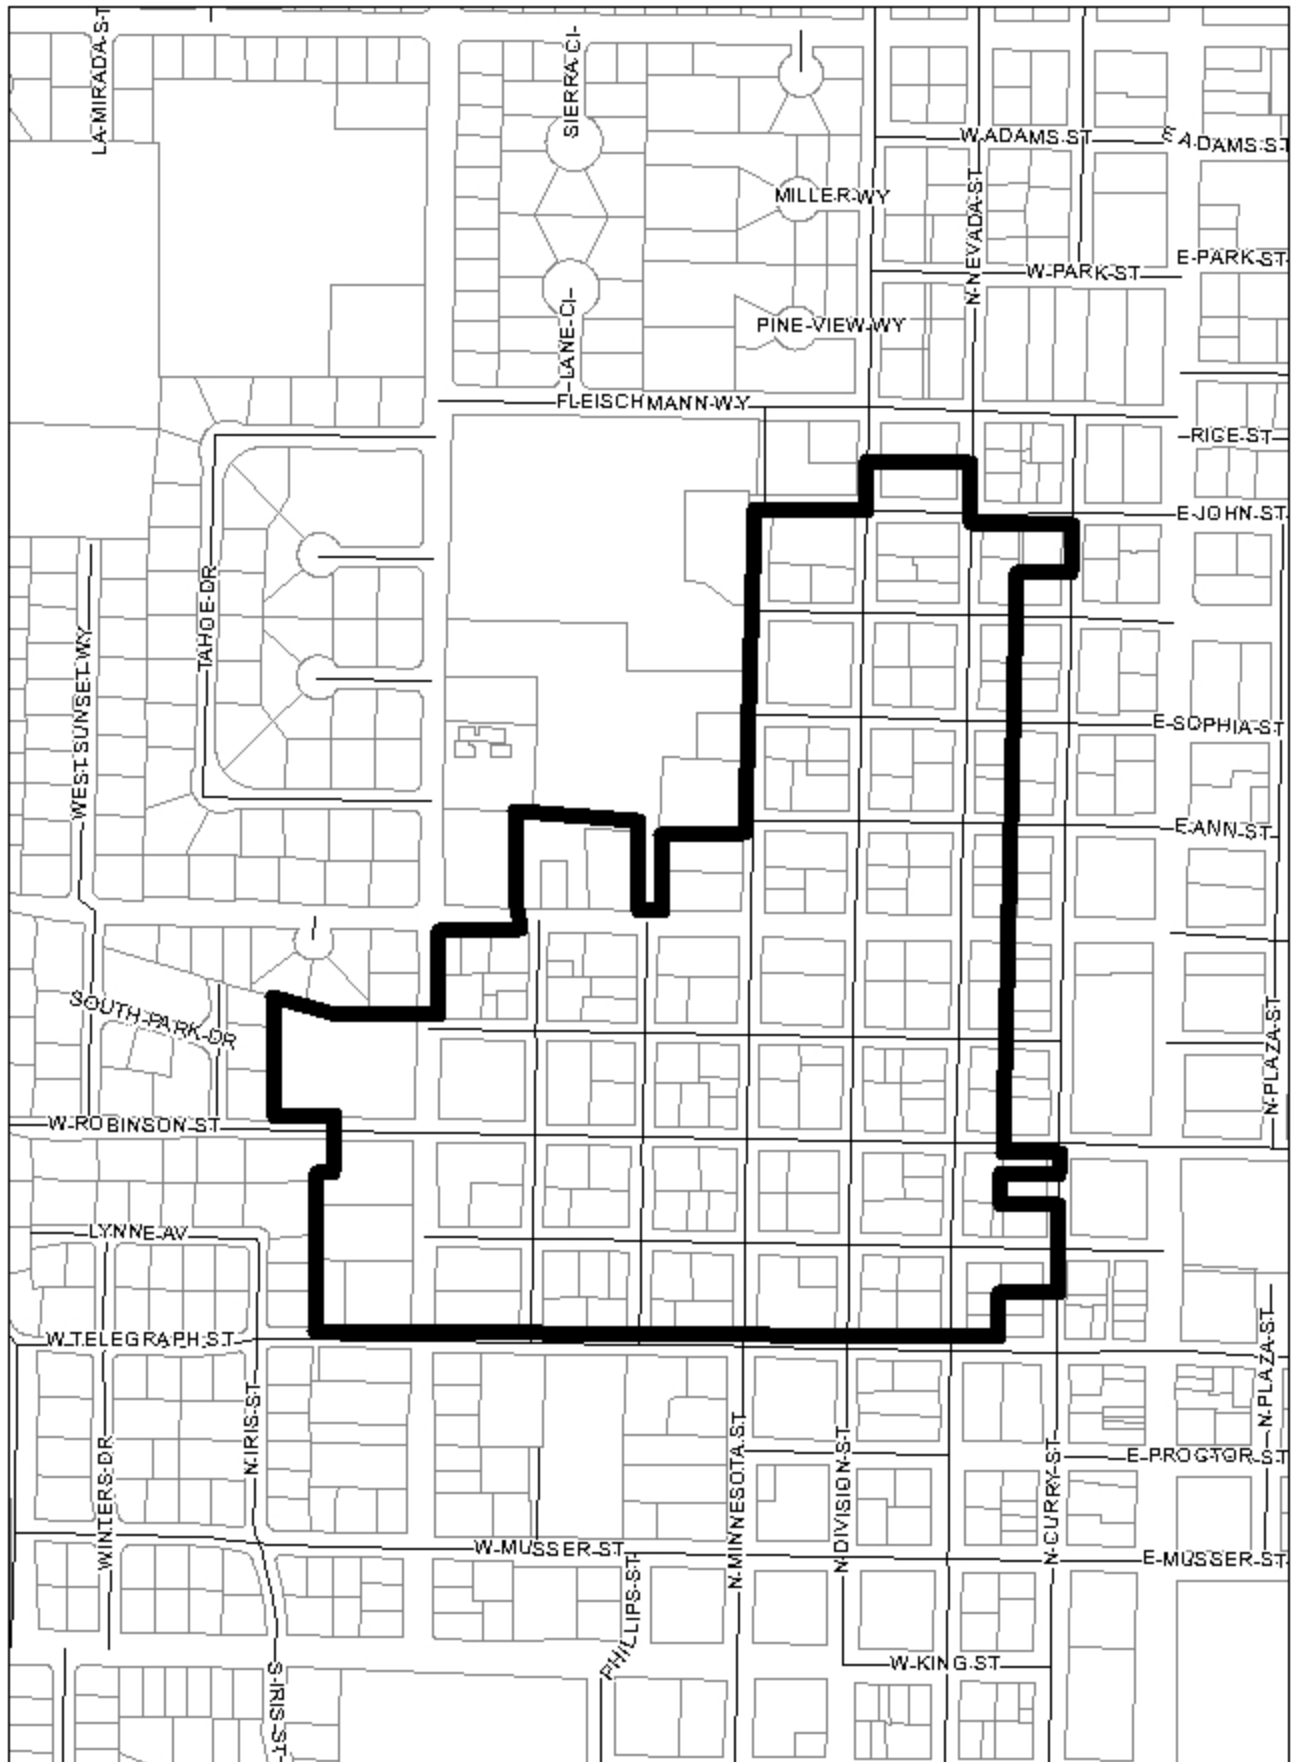 LA MIRADA ST
SIERRA CI
W ADAMS ST
E ADAMS ST
MILLER WY
N NEVADA ST
E PARK ST
W PARK ST
PINE VIEW WY
LANE CI
FLEISCHMANN WY
RICE ST
E JOHN ST
TAHOE DR
WEST SUNSET WY
E SOPHIA ST
E ANN ST
SOUTH PARK DR
N PLAZA ST
W ROBINSON ST
LYNNE AV
W TELEGRAPH ST
N PLAZA ST
N IRIS ST
WINTERS DR
N MINNESOTA ST
N DIVISION ST
N CURRY ST
E PROCTOR ST
W MUSSER ST
E MUSSER ST
PHILLIPS ST
W KING ST
S IRIS ST